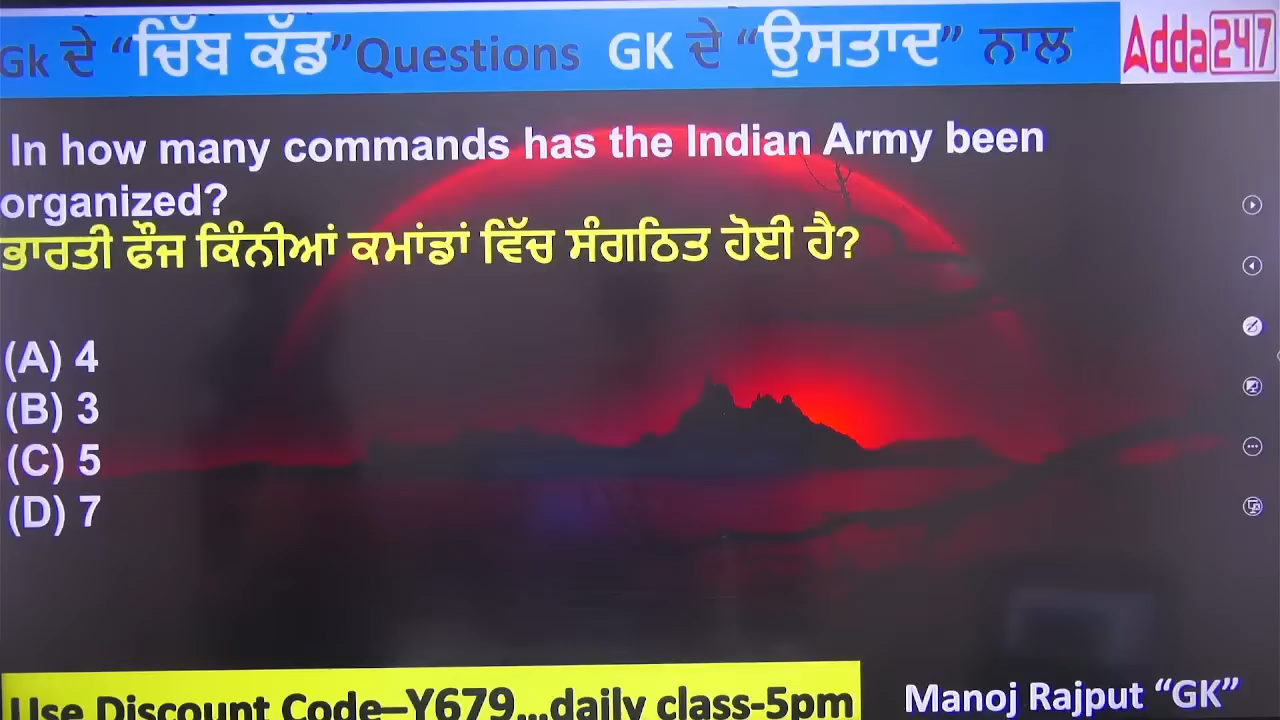 Gk ਦੇ “ਚਿੱਬ ਕੱਡ” Questions GK ਦੇ “ਉਸਤਾਦ” ਨਾਲ
Adda247
In how many commands has the Indian Army been
organized?
ਭਾਰਤੀ ਫੌਜ ਕਿੰਨੀਆਂ ਕਮਾਂਡਾਂ ਵਿੱਚ ਸੰਗਠਿਤ ਹੋਈ ਹੈ?
(A) 4
(B) 3
(C) 5
(D) 7
Use Discount Code–Y679...daily class-5pm
Manoj Rajput “GK”